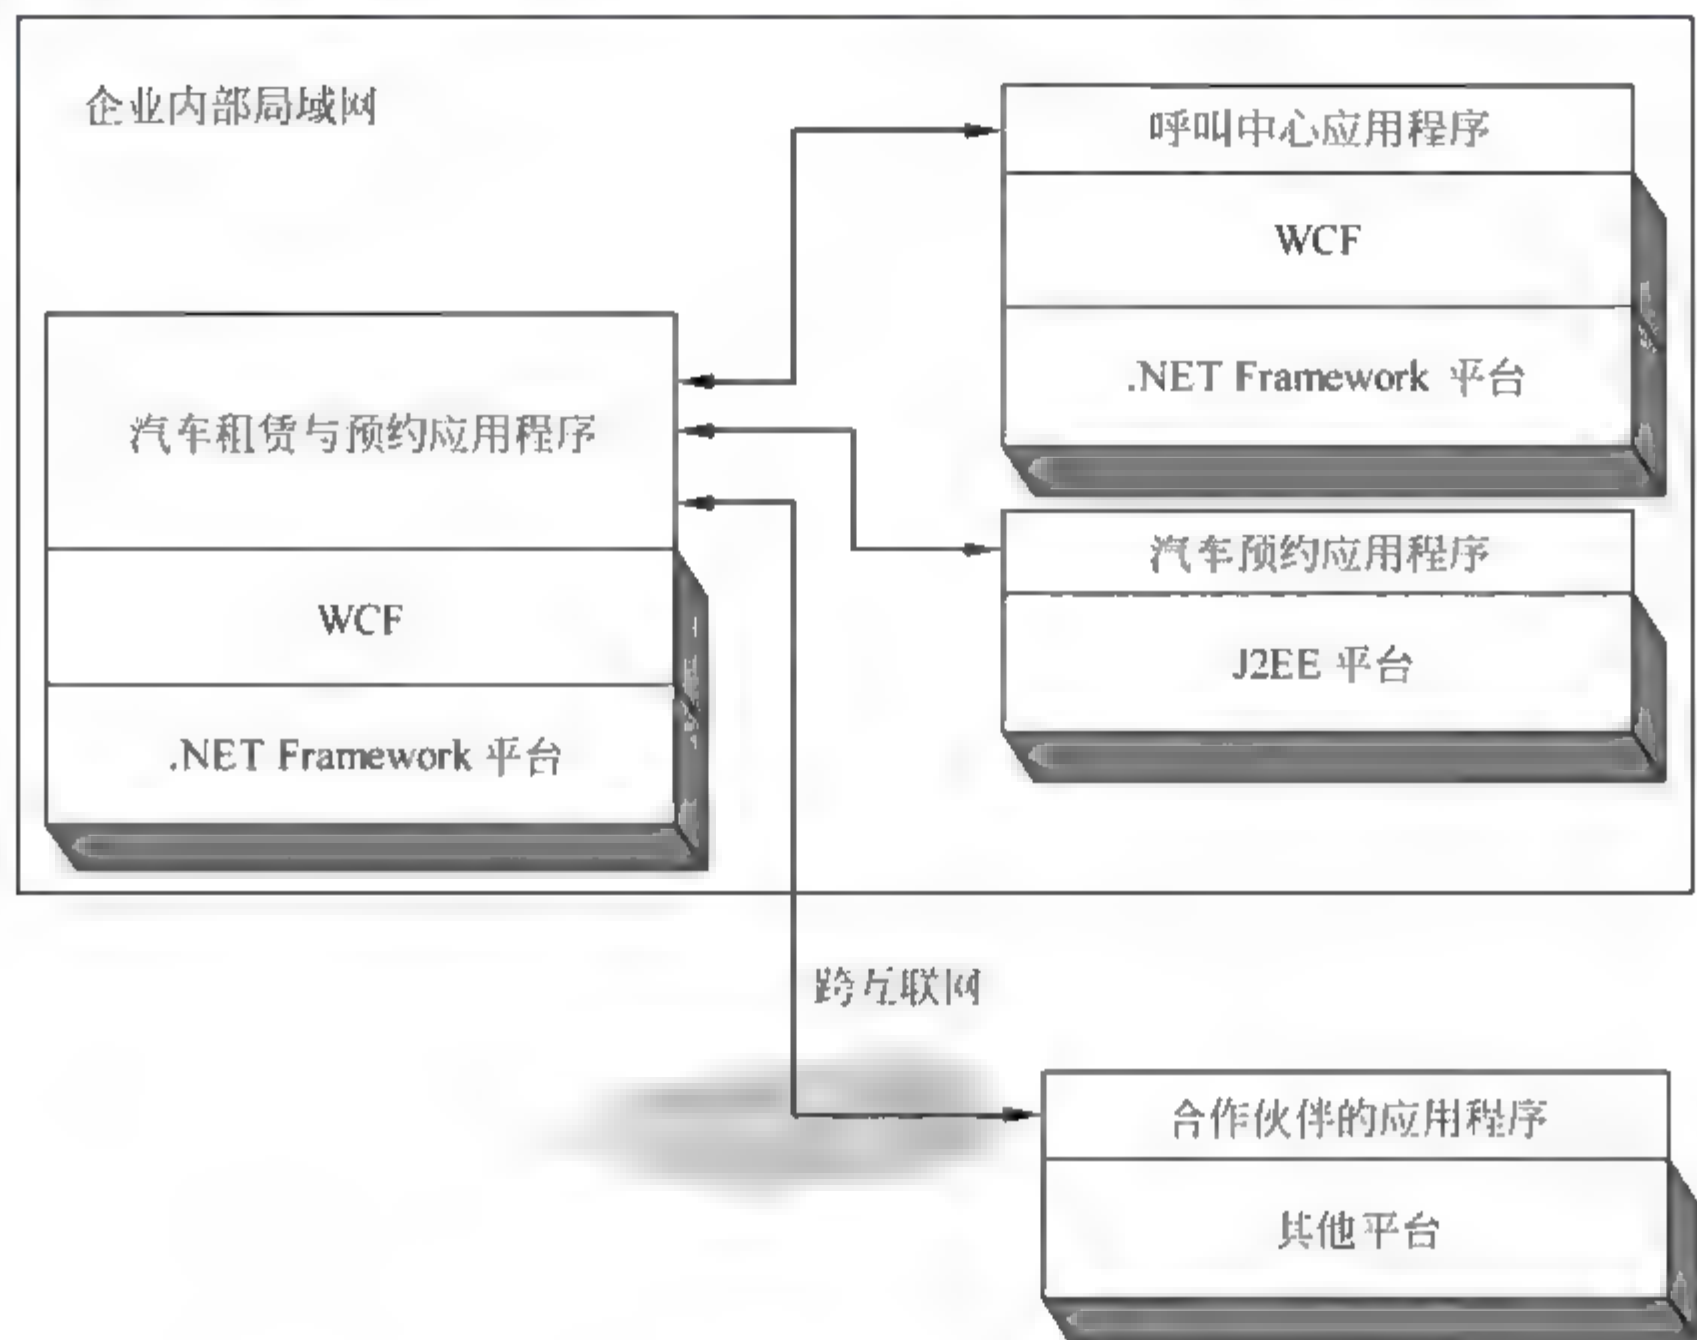 企业内部局域网
呼叫中心应用程序
WCF
.NET Framework 平台
汽车租赁与预约应用程序
WCF
.NET Framework 平台
汽车预约应用程序
J2EE 平台
跨互联网
合作伙伴的应用程序
其他平台